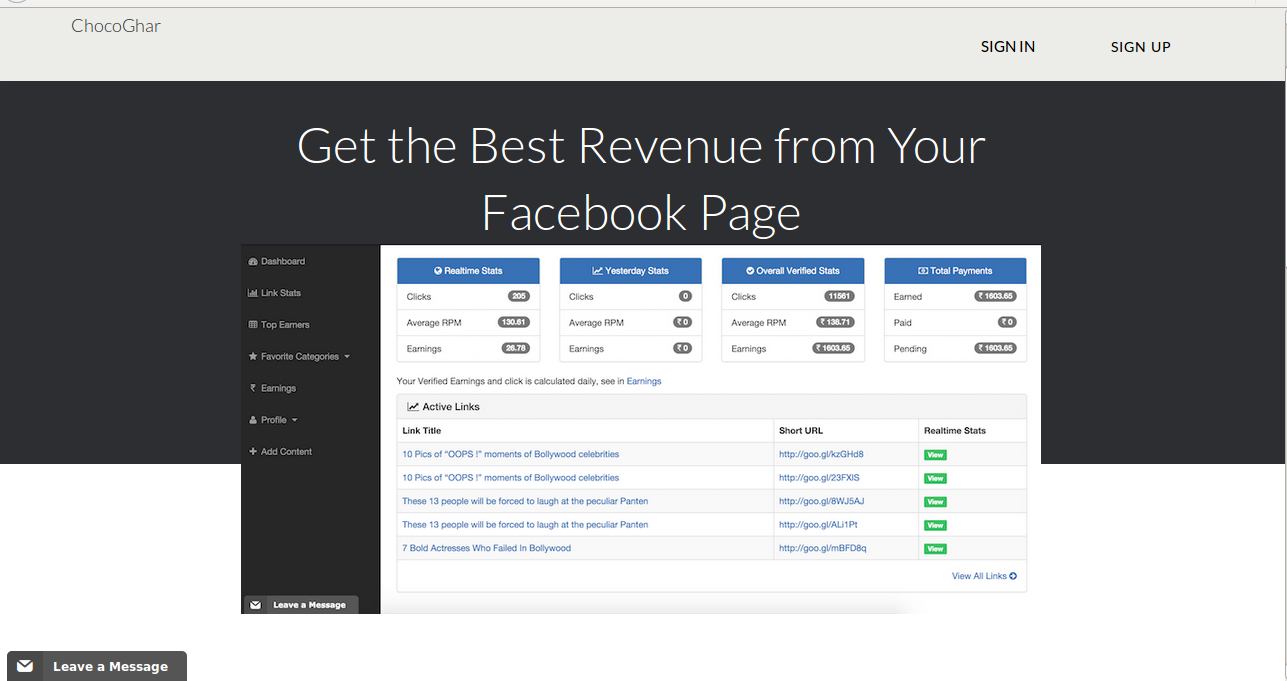 ChocoGhar
SIGN IN
SIGN UP
Get the Best Revenue from Your
Facebook Page
Dashboard
Link Stats
Top Earners
Favorite Categories
₹ Earnings
Profile
Add Content
Leave a Message
Realtime Stats
Clicks 205
Average RPM 130.61
Earnings 26.78
Yesterday Stats
Clicks 0
Average RPM ₹ 0
Earnings ₹ 0
Overall Verified Stats
Clicks 11561
Average RPM ₹ 138.71
Earnings ₹ 1603.65
Total Payments
Earned ₹ 1603.65
Paid ₹ 0
Pending ₹ 1603.65
Your Verified Earnings and click is calculated daily, see in Earnings
Active Links
Link Title Short URL Realtime Stats
10 Pics of "OOPS !" moments of Bollywood celebrities http://goo.gl/kzGHd8 View
10 Pics of "OOPS !" moments of Bollywood celebrities http://goo.gl/23FXIS View
These 13 people will be forced to laugh at the peculiar Panten http://goo.gl/8WJ5AJ View
These 13 people will be forced to laugh at the peculiar Panten http://goo.gl/ALi1Pt View
7 Bold Actresses Who Failed In Bollywood http://goo.gl/mBFD8q View
View All Links
Leave a Message